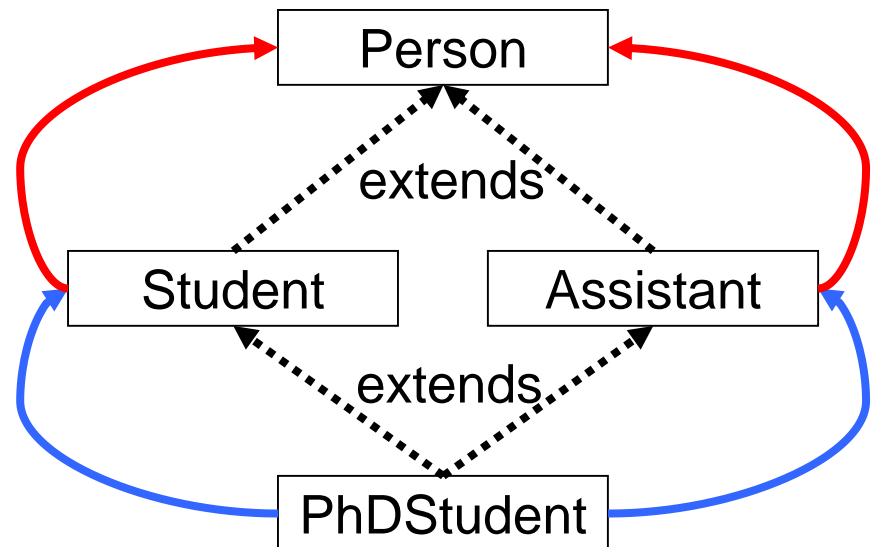 Person
extends
Student
Assistant
extends
PhDStudent